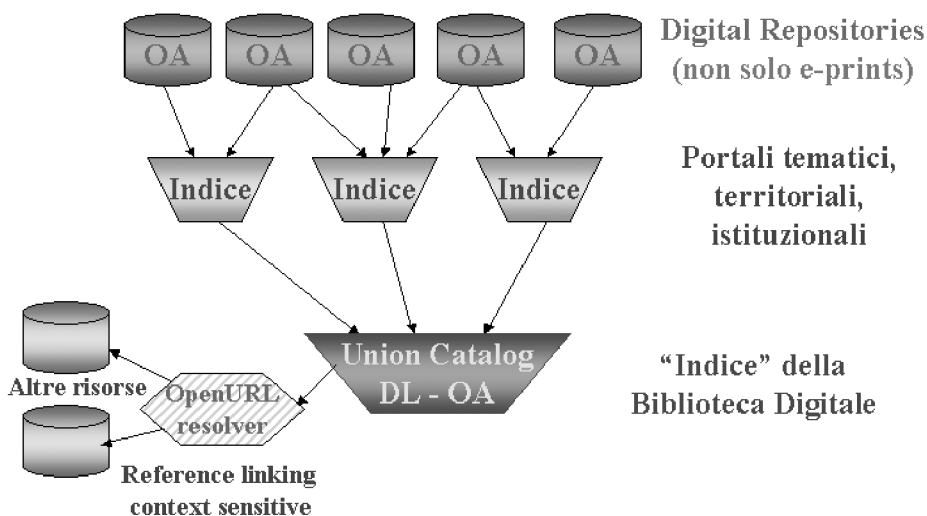 OA OA OA OA OA
Digital Repositories
(non solo e-prints)
Indice Indice Indice
Portali tematici,
territoriali,
istituzionali
Union Catalog
DL - OA
“Indice” della
Biblioteca Digitale
Altre risorse
OpenURL
resolver
Reference linking
context sensitive